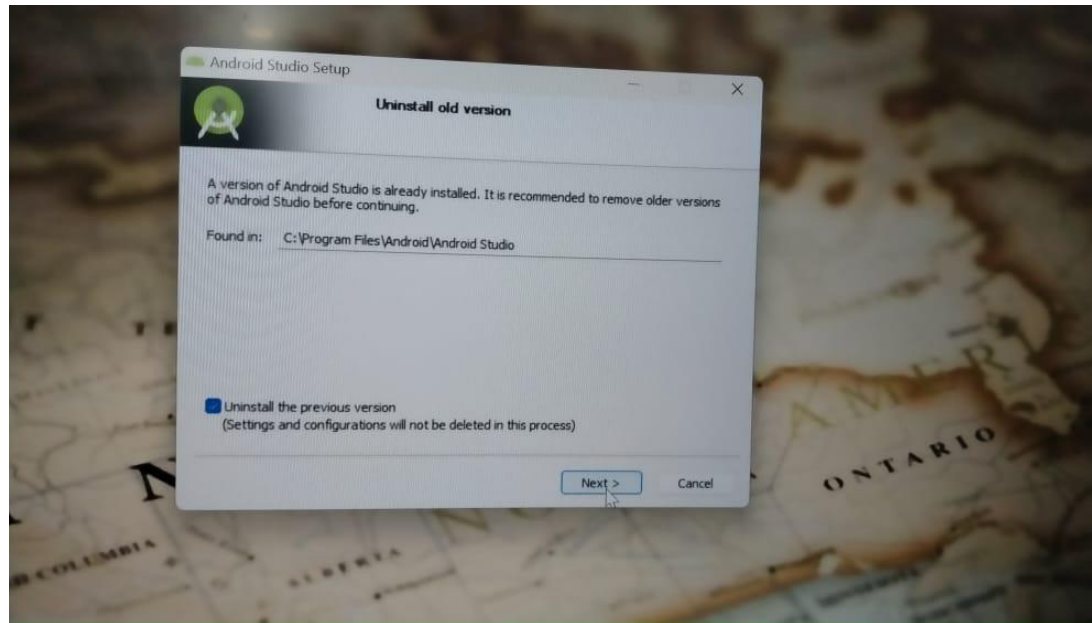 Android Studio Setup
Uninstall old version
A version of Android Studio is already installed. It is recommended to remove older versions
of Android Studio before continuing.
Found in: C:\Program Files\Android\Android Studio
Uninstall the previous version
(Settings and configurations will not be deleted in this process)
Next >
Cancel
ONTARIO
COLUMBIA
ALBERTA